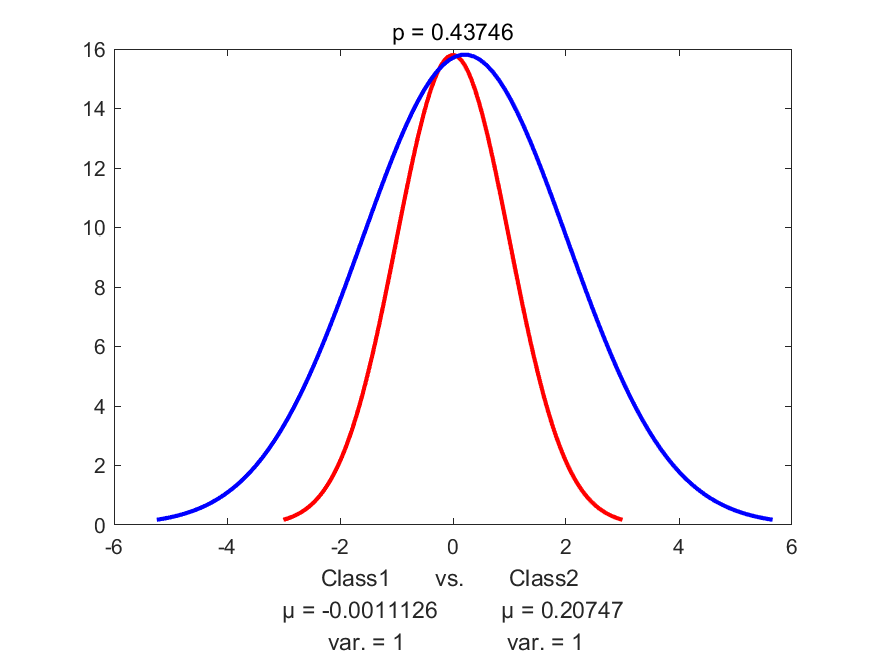 p = 0.43746
16
14
12
10
8
6
4
2
0
-6 -4 -2 0 2 4 6
Class1 vs. Class2
μ = -0.0011126 μ = 0.20747
var. = 1 var. = 1